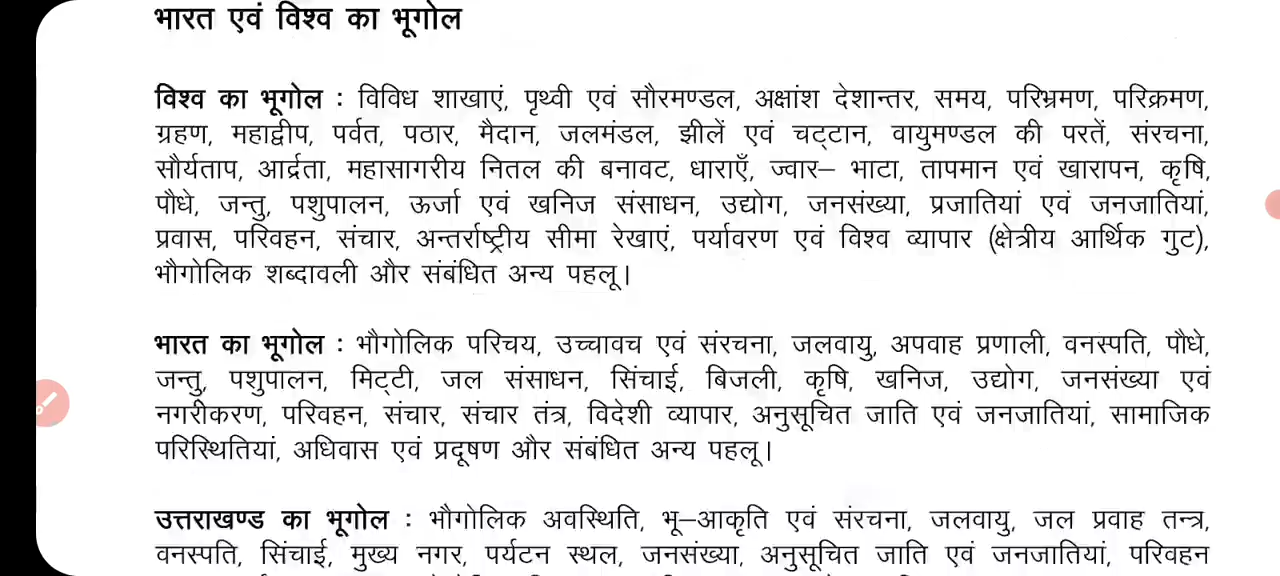 भारत एवं विश्व का भूगोल
विश्व का भूगोल : विविध शाखाएं, पृथ्वी एवं सौरमण्डल, अक्षांश देशान्तर, समय, परिभ्रमण, परिक्रमण,
ग्रहण, महाद्वीप, पर्वत, पठार, मैदान, जलमंडल, झीलें एवं चट्टान, वायुमण्डल की परतें, संरचना,
सौर्यताप, आर्द्रता, महासागरीय नितल की बनावट, धाराएँ, ज्वार– भाटा, तापमान एवं खारापन, कृषि,
पौधे, जन्तु, पशुपालन, ऊर्जा एवं खनिज संसाधन, उद्योग, जनसंख्या, प्रजातियां एवं जनजातियां,
प्रवास, परिवहन, संचार, अन्तर्राष्ट्रीय सीमा रेखाएं, पर्यावरण एवं विश्व व्यापार (क्षेत्रीय आर्थिक गुट),
भौगोलिक शब्दावली और संबंधित अन्य पहलू।
भारत का भूगोल : भौगोलिक परिचय, उच्चावच एवं संरचना, जलवायु, अपवाह प्रणाली, वनस्पति, पौधे,
जन्तु, पशुपालन, मिट्टी, जल संसाधन, सिंचाई, बिजली, कृषि, खनिज, उद्योग, जनसंख्या एवं
नगरीकरण, परिवहन, संचार, संचार तंत्र, विदेशी व्यापार, अनुसूचित जाति एवं जनजातियां, सामाजिक
परिस्थितियां, अधिवास एवं प्रदूषण और संबंधित अन्य पहलू।
उत्तराखण्ड का भूगोल : भौगोलिक अवस्थिति, भू–आकृति एवं संरचना, जलवायु, जल प्रवाह तन्त्र,
वनस्पति, सिंचाई, मुख्य नगर, पर्यटन स्थल, जनसंख्या, अनुसूचित जाति एवं जनजातियां, परिवहन